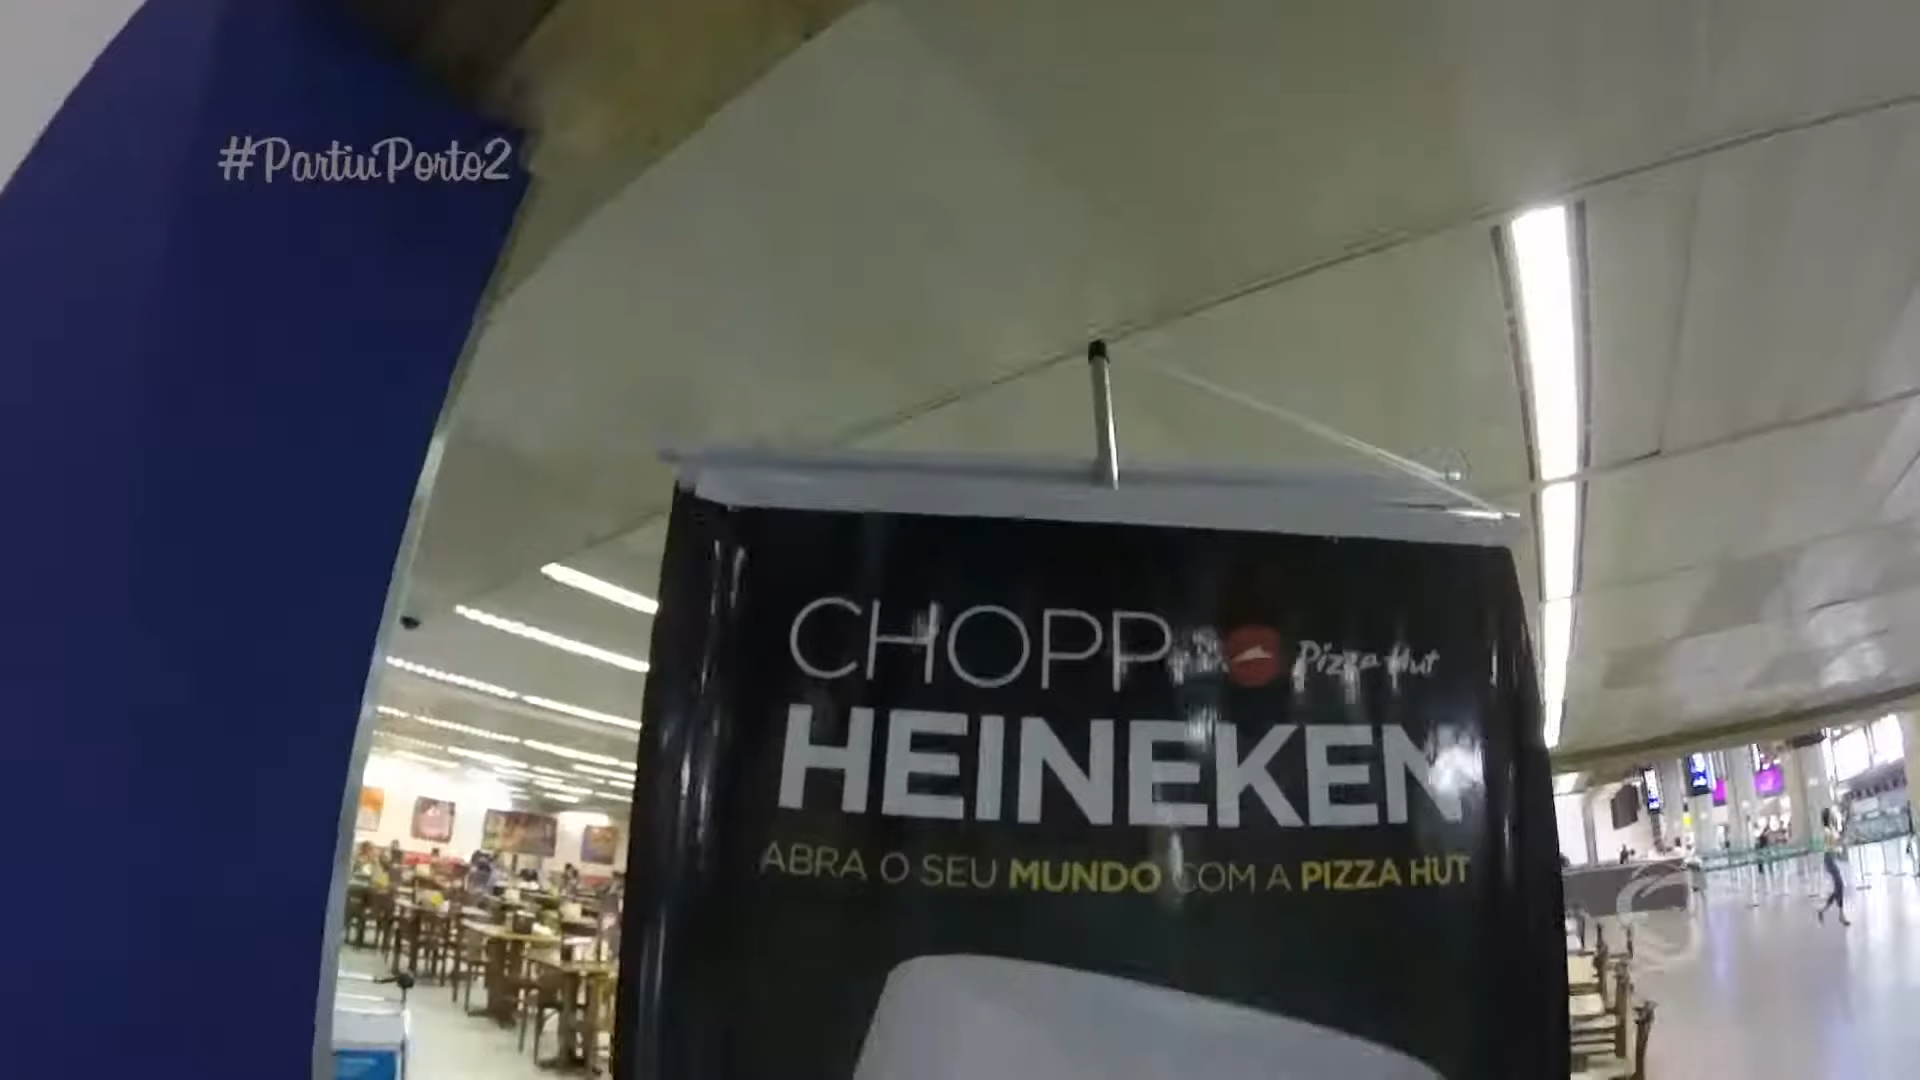 #PartiuPorto2
CHOPP
Pizza Hut
HEINEKEN
ABRA O SEU MUNDO COM A PIZZA HUT